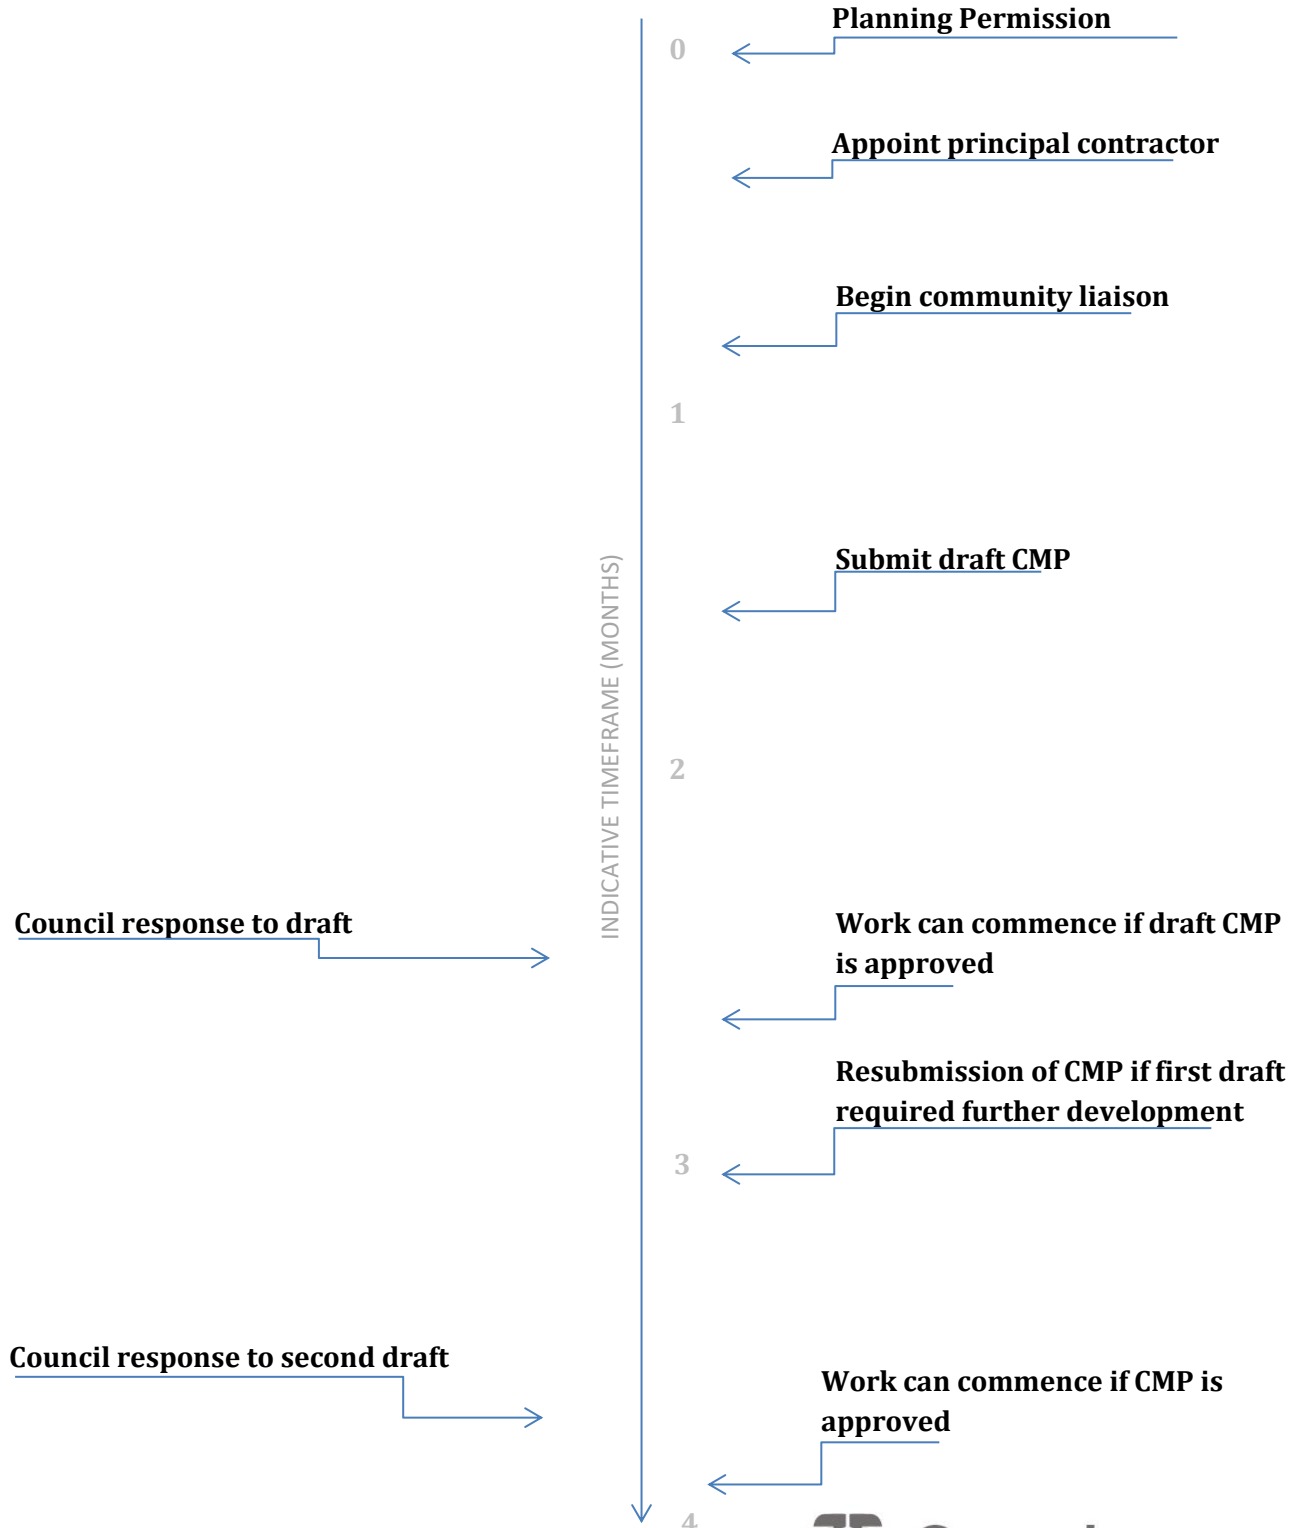 Planning Permission
0
Appoint principal contractor
Begin community liaison
1
Submit draft CMP
INDICATIVE TIMEFRAME (MONTHS)
2
Council response to draft
Work can commence if draft CMP
is approved
Resubmission of CMP if first draft
required further development
3
Council response to second draft
Work can commence if CMP is
approved
4